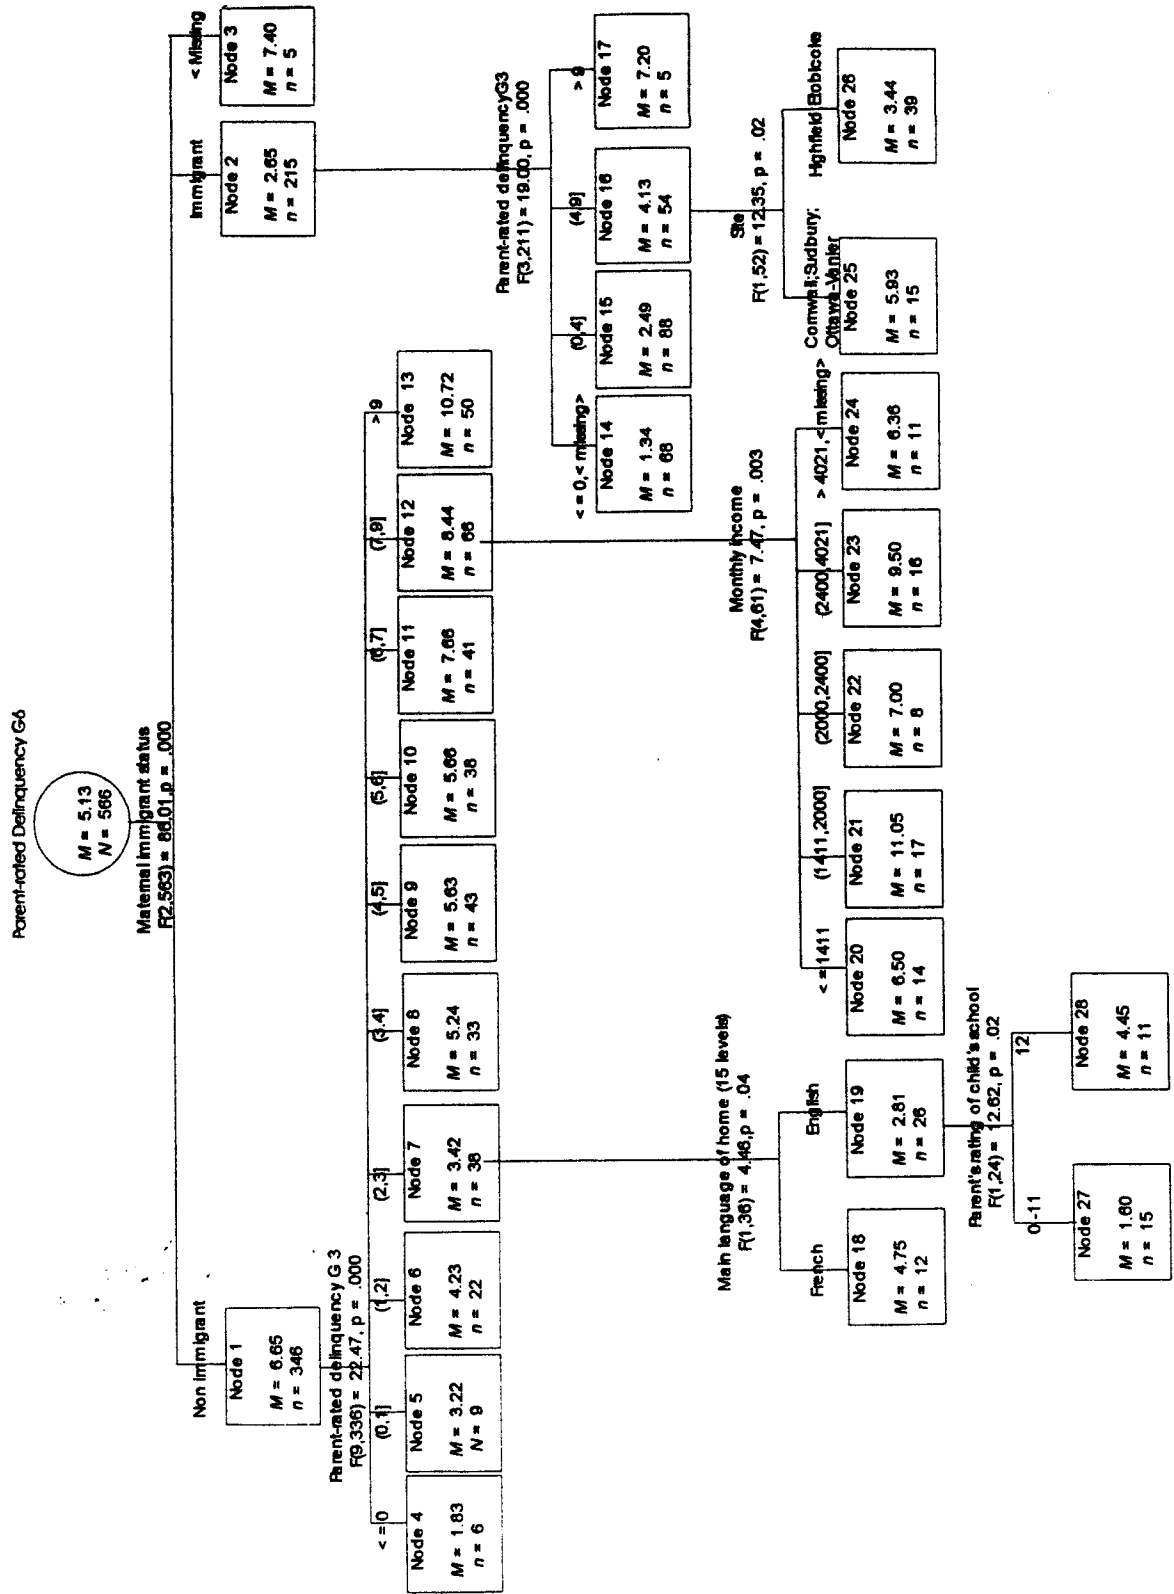 Parent-rated Delinquency G6
M = 5.13
N = 566
Maternal immigrant status
F(2,563) = 86.01,p = .000
Non immigrant
Node 1
M = 6.65
n = 346
Immigrant
Node 2
M = 2.65
n = 215
< Missing
Node 3
M = 7.40
n = 5
Parent-rated delinquency G 3
F(9,336) = 22.47, p = .000
<= 0
Node 4
M = 1.83
n = 6
(0,1]
Node 5
M = 3.22
N = 9
(1,2]
Node 6
M = 4.23
n = 22
(2,3]
Node 7
M = 3.42
n = 38
(3,4]
Node 8
M = 5.24
n = 33
(4,5]
Node 9
M = 5.63
n = 43
(5,6]
Node 10
M = 5.66
n = 38
(6,7]
Node 11
M = 7.66
n = 41
(7,9]
Node 12
M = 8.44
n = 66
> 9
Node 13
M = 10.72
n = 50
Parent-rated delinquencyG3
F(3,211) = 19.00, p = .000
<= 0,< missing>
Node 14
M = 1.34
n = 68
(0,4]
Node 15
M = 2.49
n = 88
(4,9]
Node 16
M = 4.13
n = 54
> 9
Node 17
M = 7.20
n = 5
Main language of home (15 levels)
F(1,36) = 4.46,p = .04
French
Node 18
M = 4.75
n = 12
English
Node 19
M = 2.81
n = 26
Monthly income
F(4,61) = 7.47, p = .003
<= 1411
Node 20
M = 6.50
n = 14
(1411,2000]
Node 21
M = 11.05
n = 17
(2000,2400]
Node 22
M = 7.00
n = 8
(2400,4021]
Node 23
M = 9.50
n = 16
> 4021,< missing>
Node 24
M = 6.36
n = 11
Site
F(1,52) = 12.35, p = .02
Cornwall;Sudbury;
Ottawa-Vanier
Node 25
M = 5.93
n = 15
Highfield Etobicoke
Node 26
M = 3.44
n = 39
Parent's rating of child's school
F(1,24) = 12.62, p = .02
0 -11
Node 27
M = 1.60
n = 15
12
Node 28
M = 4.45
n = 11